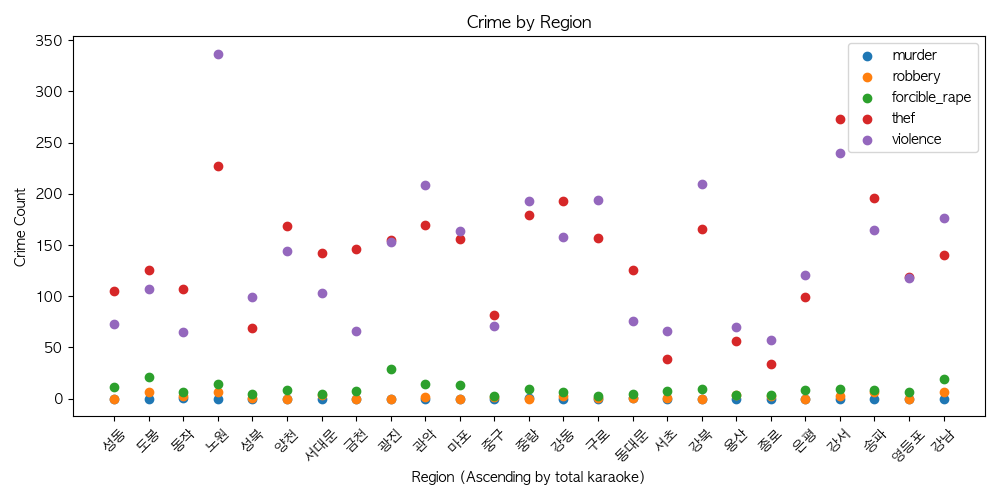 Crime by Region
350
300
250
200
150
100
50
0
Crime Count
murder
robbery
forcible_rape
thef
violence
성동 도봉 동작 노원 성북 양천 서대문 금천 광진 관악 마포 중구 중랑 강동 구로 동대문 서초 강북 용산 종로 은평 강서 송파 영등포 강남
Region (Ascending by total karaoke)